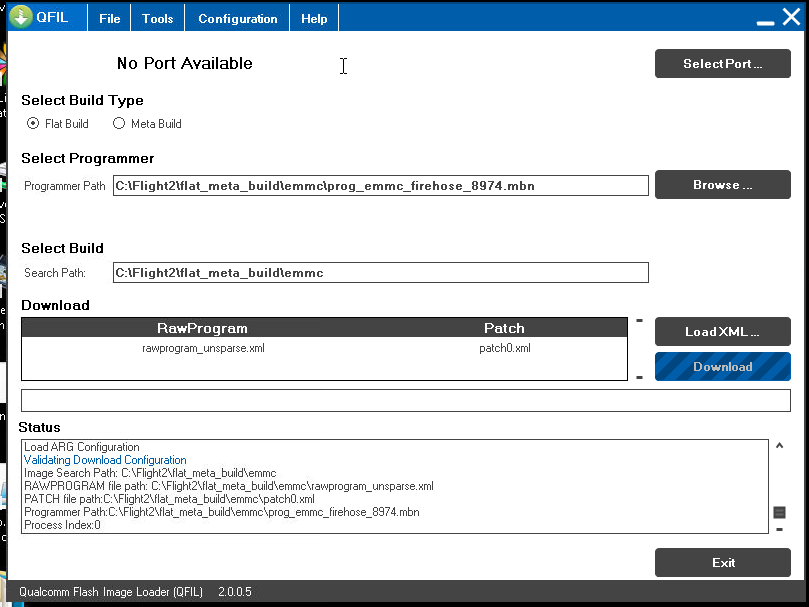 QFIL File Tools Configuration Help
No Port Available
Select Port ...
Select Build Type
Flat Build Meta Build
Select Programmer
Programmer Path C:\Flight2\flat_meta_build\emmc\prog_emmc_firehose_8974.mbn Browse ...
Select Build
Search Path: C:\Flight2\flat_meta_build\emmc
Download
RawProgram Patch
rawprogram_unsparse.xml patch0.xml
Load XML ...
Download
Status
Load ARG Configuration
Validating Download Configuration
Image Search Path: C:\Flight2\flat_meta_build\emmc
RAWPROGRAM file path: C:\Flight2\flat_meta_build\emmc\rawprogram_unsparse.xml
PATCH file path:C:\Flight2\flat_meta_build\emmc\patch0.xml
Programmer Path:C:\Flight2\flat_meta_build\emmc\prog_emmc_firehose_8974.mbn
Process Index:0
Exit
Qualcomm Flash Image Loader (QFIL) 2.0.0.5